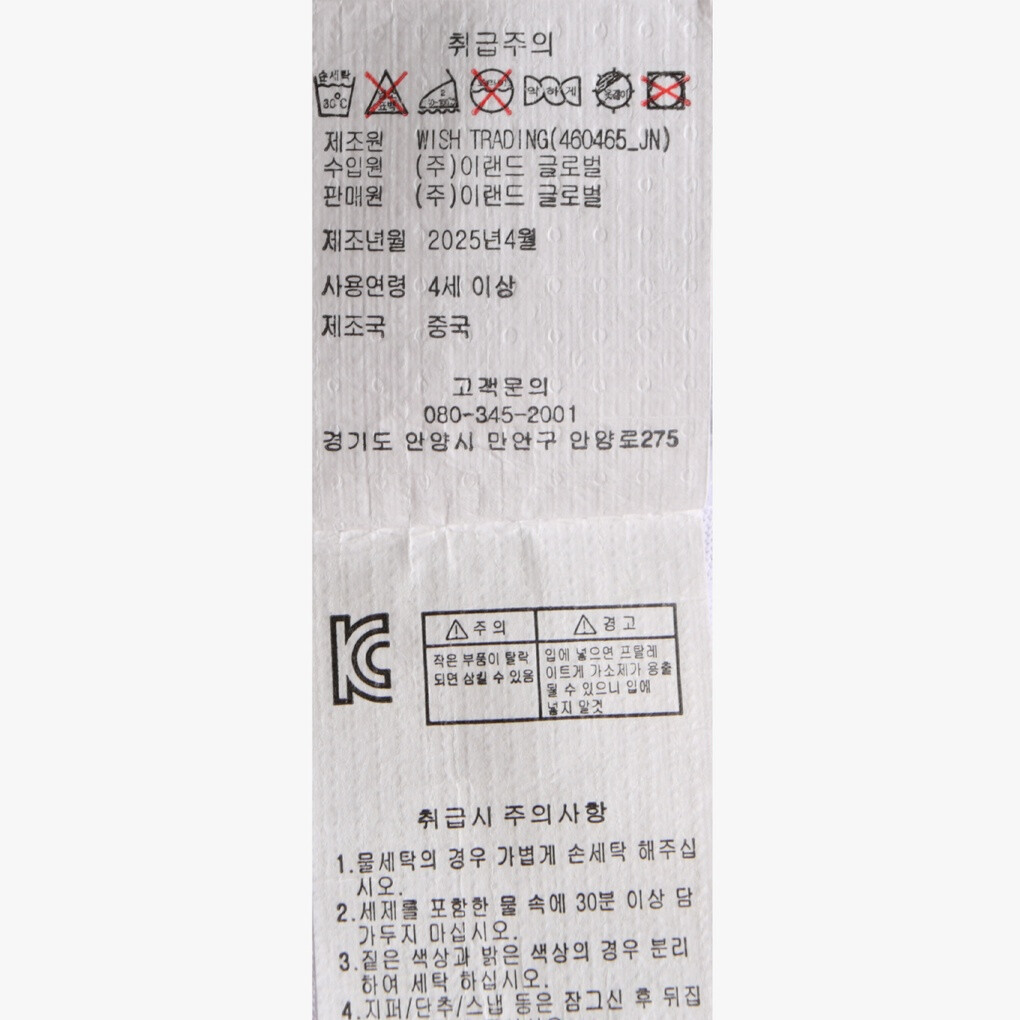 취급주의
손세탁
30℃
약하게
옷걸이
제조원 WISH TRADING(460465_JN)
수입원 (주)이랜드 글로벌
판매원 (주)이랜드 글로벌
제조년월 2025년4월
사용연령 4세 이상
제조국 중국
고객문의
080-345-2001
경기도 안양시 만안구 안양로275
KC
주의
경고
작은 부품이 탈락
되면 삼킬 수 있음
입에 넣으면 프탈레
이트계 가소제가 용출
될 수 있으니 입에
넣지 말것
취급시 주의사항
1.물세탁의 경우 가볍게 손세탁 해주십
시오.
2.세제를 포함한 물 속에 30분 이상 담
가두지 마십시오.
3.짙은 색상과 밝은 색상의 경우 분리
하여 세탁 하십시오.
4.지퍼/단추/스냅 등은 잠그신 후 뒤집